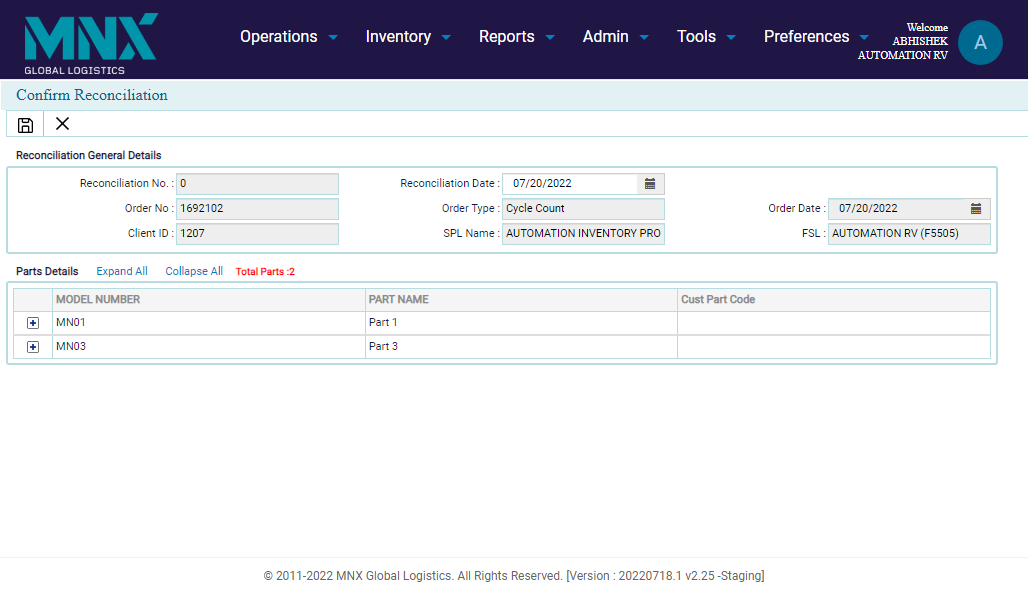 MNX
GLOBAL LOGISTICS
Operations Inventory Reports Admin Tools Preferences
Welcome
ABHISHEK
AUTOMATION RV
A
Confirm Reconciliation
Reconciliation General Details
Reconciliation No. : 0 Reconciliation Date : 07/20/2022
Order No : 1692102 Order Type : Cycle Count Order Date : 07/20/2022
Client ID : 1207 SPL Name : AUTOMATION INVENTORY PRO FSL : AUTOMATION RV (F5505)
Parts Details Expand All Collapse All Total Parts :2
MODEL NUMBER PART NAME Cust Part Code
MN01 Part 1
MN03 Part 3
© 2011-2022 MNX Global Logistics. All Rights Reserved. [Version : 20220718.1 v2.25 -Staging]